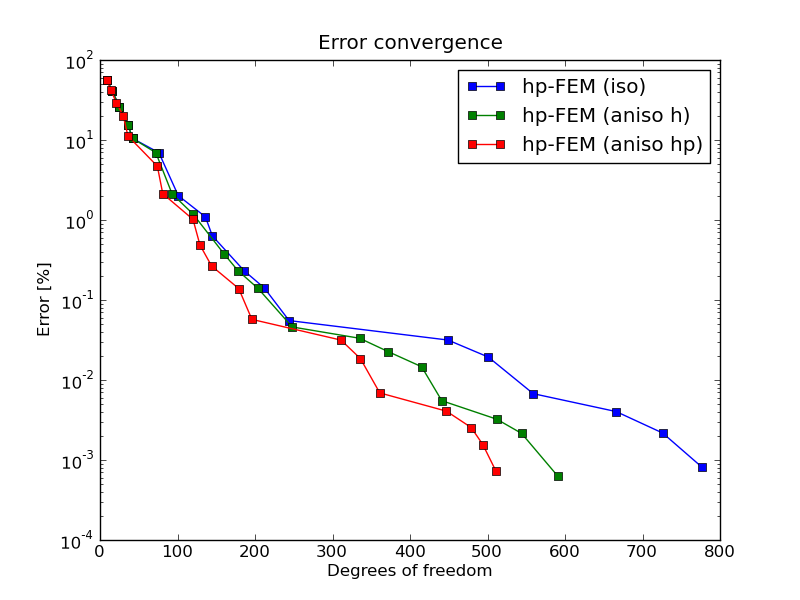 Error convergence
hp-FEM (iso)
hp-FEM (aniso h)
hp-FEM (aniso hp)
Error [%]
10^2
10^1
10^0
10^-1
10^-2
10^-3
10^-4
0 100 200 300 400 500 600 700 800
Degrees of freedom